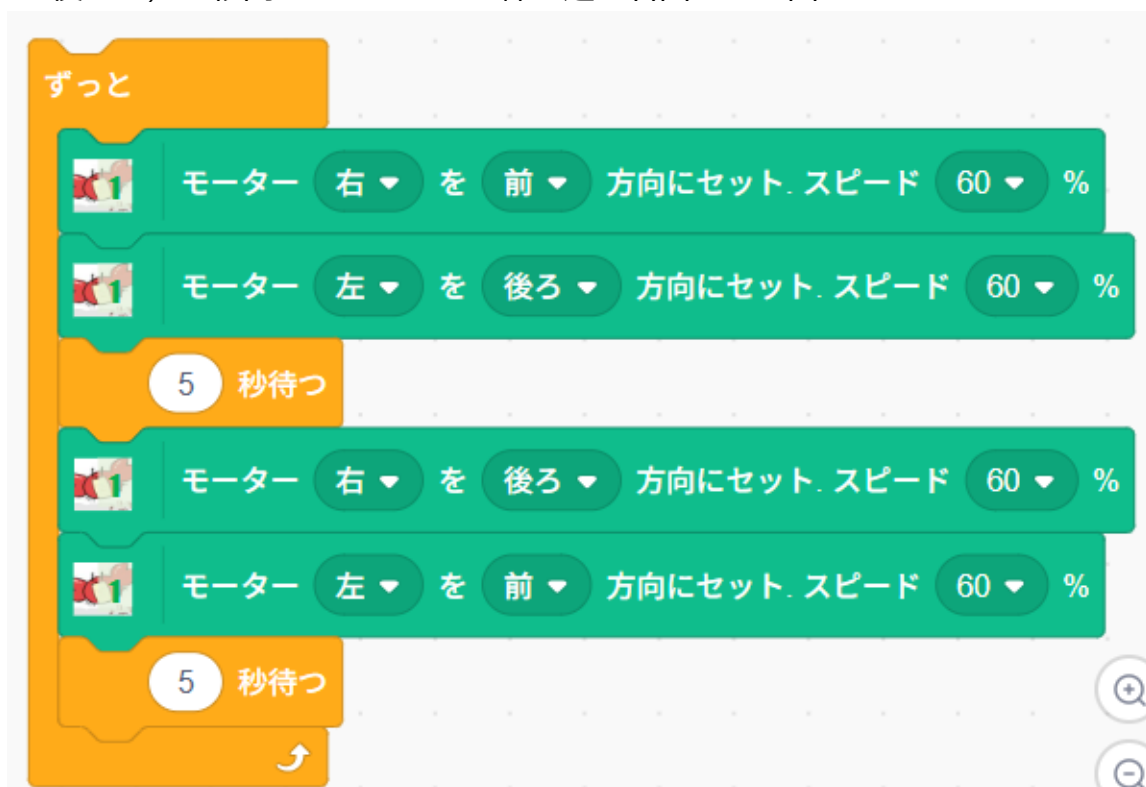 ずっと
モーター 右 を 前 方向にセット. スピード 60 %
モーター 左 を 後ろ 方向にセット. スピード 60 %
5 秒待つ
モーター 右 を 後ろ 方向にセット. スピード 60 %
モーター 左 を 前 方向にセット. スピード 60 %
5 秒待つ